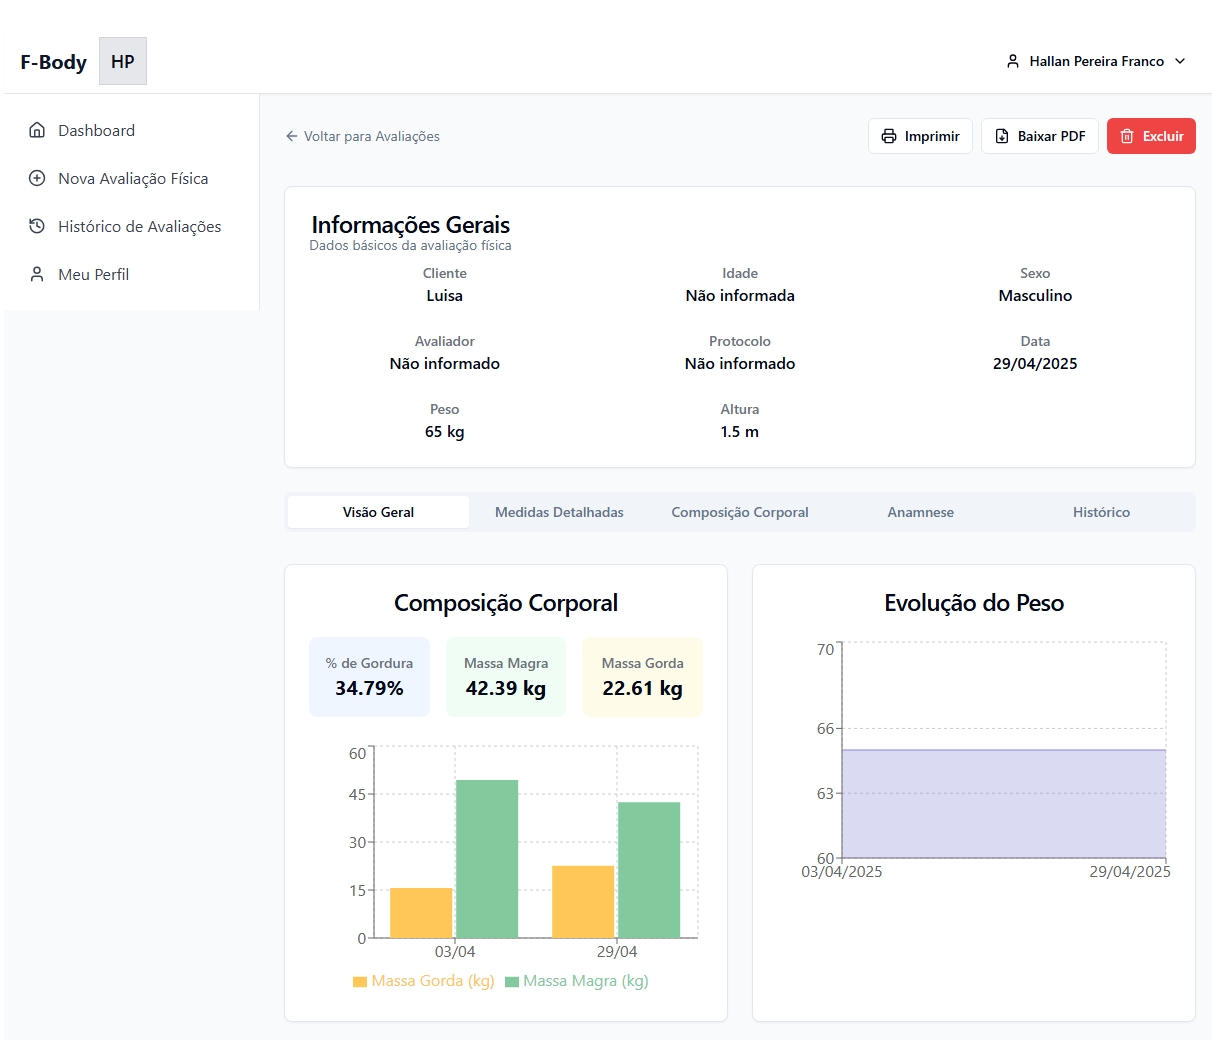 F-Body HP
Hallan Pereira Franco
Dashboard
Nova Avaliação Física
Histórico de Avaliações
Meu Perfil
Voltar para Avaliações
Imprimir
Baixar PDF
Excluir
Informações Gerais
Dados básicos da avaliação física
Cliente
Luisa
Idade
Não informada
Sexo
Masculino
Avaliador
Não informado
Protocolo
Não informado
Data
29/04/2025
Peso
65 kg
Altura
1.5 m
Visão Geral
Medidas Detalhadas
Composição Corporal
Anamnese
Histórico
Composição Corporal
% de Gordura
34.79%
Massa Magra
42.39 kg
Massa Gorda
22.61 kg
60
45
30
15
0
03/04
29/04
Massa Gorda (kg)
Massa Magra (kg)
Evolução do Peso
70
66
63
60
03/04/2025
29/04/2025